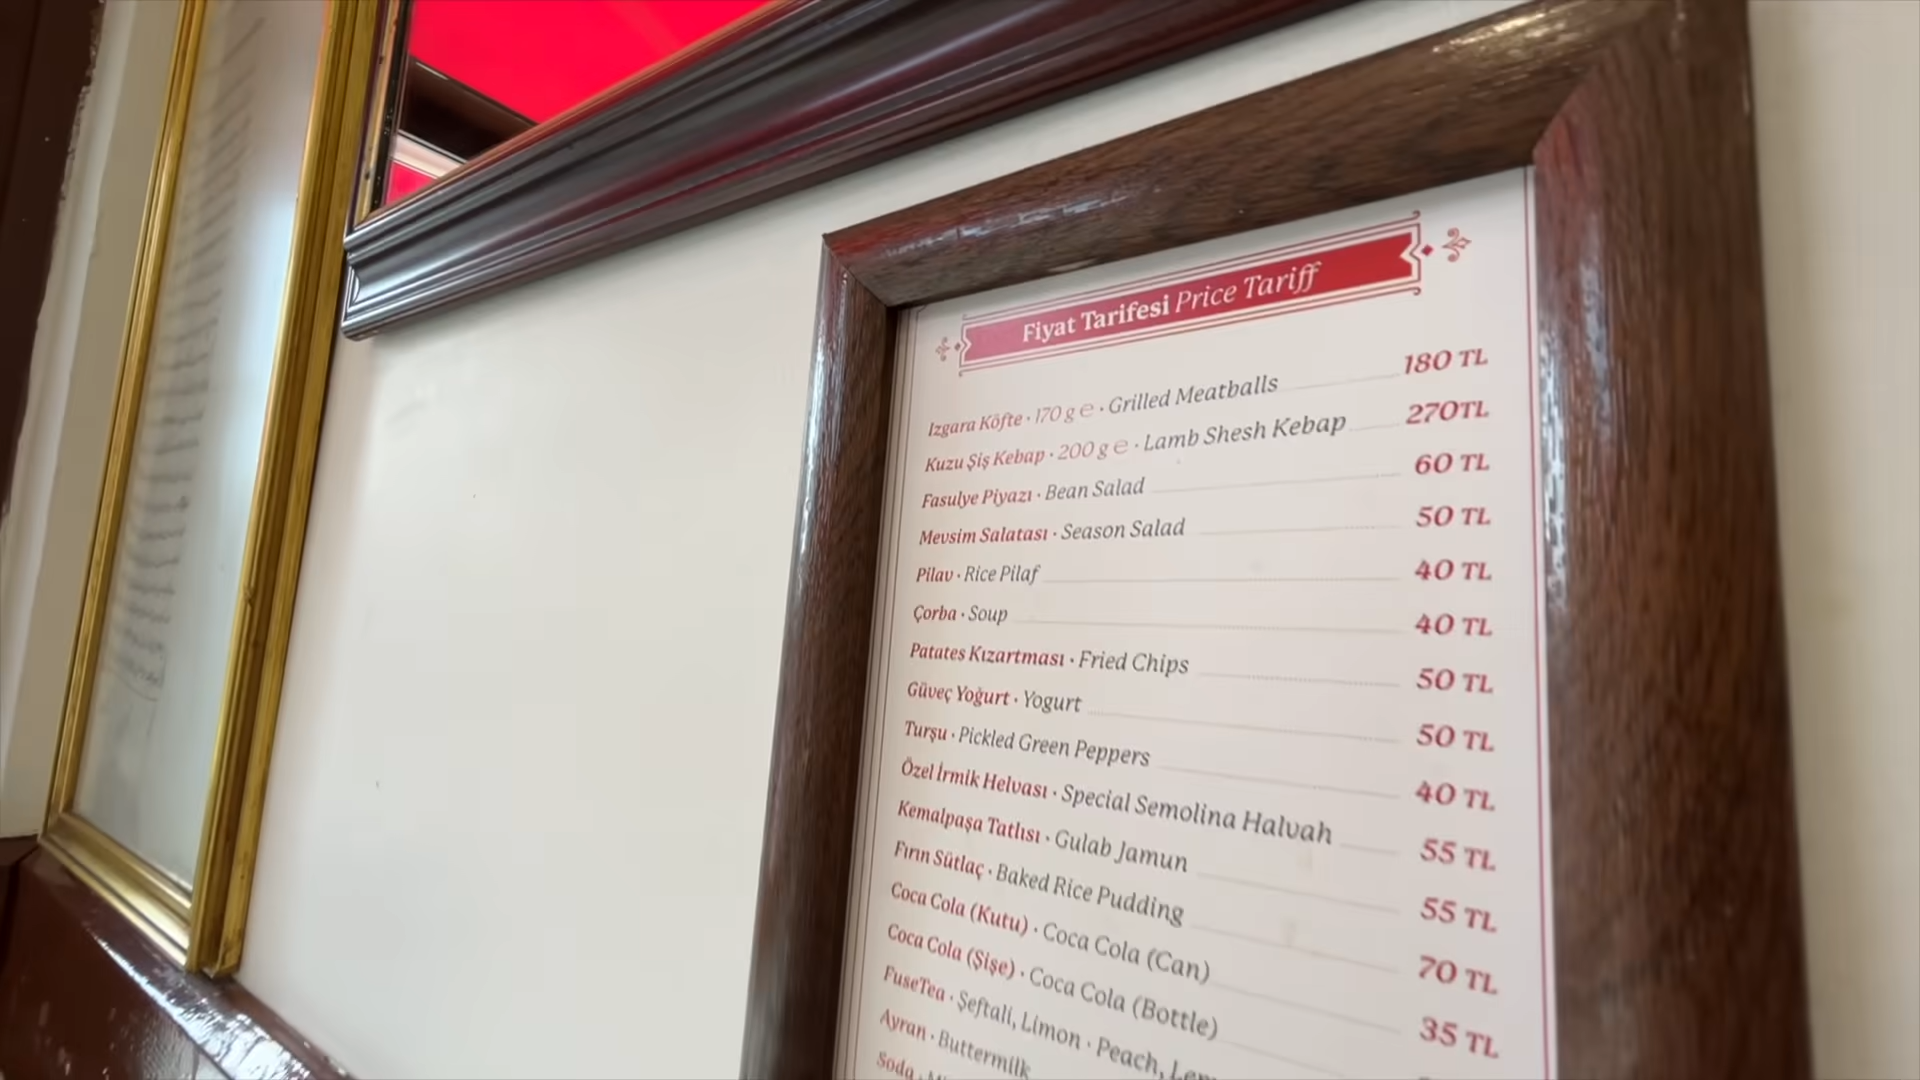 Fiyat Tarifesi Price Tariff
Izgara Köfte · 170 g ℮ · Grilled Meatballs 180 TL
Kuzu Şiş Kebap · 200 g ℮ · Lamb Shesh Kebap 270TL
Fasulye Piyazı · Bean Salad 60 TL
Mevsim Salatası · Season Salad 50 TL
Pilav · Rice Pilaf 40 TL
Çorba · Soup 40 TL
Patates Kızartması · Fried Chips 50 TL
Güveç Yoğurt · Yogurt 50 TL
Turşu · Pickled Green Peppers 40 TL
Özel İrmik Helvası · Special Semolina Halvah 55 TL
Kemalpaşa Tatlısı · Gulab Jamun 55 TL
Fırın Sütlaç · Baked Rice Pudding 70 TL
Coca Cola (Kutu) · Coca Cola (Can) 35 TL
Coca Cola (Şişe) · Coca Cola (Bottle)
FuseTea · Şeftali, Limon · Peach,
Ayran · Buttermilk
Soda